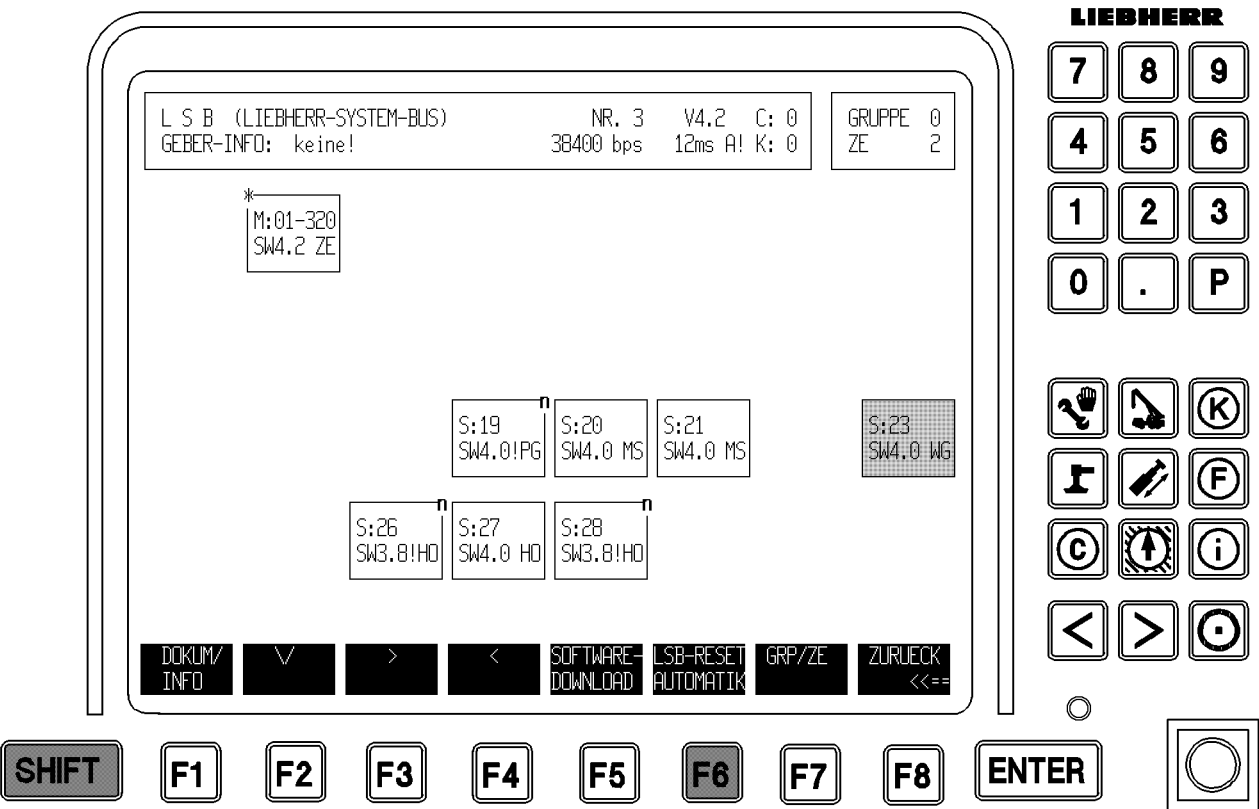 LIEBHERR
L S B (LIEBHERR-SYSTEM-BUS) NR. 3 V4.2 C: 0
GEBER-INFO: keine! 38400 bps 12ms A! K: 0
GRUPPE 0
ZE 2
M:01-320
SW4.2 ZE
S:19
SW4.0!PG
n
S:20
SW4.0 MS
S:21
SW4.0 MS
S:23
SW4.0 WG
S:26
SW3.8!HO
n
S:27
SW4.0 HO
S:28
SW3.8!HO
n
DOKUM/
INFO
\/
>
<
SOFTWARE-
DOWNLOAD
LSB-RESET
AUTOMATIK
GRP/ZE
ZURUECK
<<==
7 8 9
4 5 6
1 2 3
0 . P
K
F
C
i
< >
SHIFT F1 F2 F3 F4 F5 F6 F7 F8 ENTER